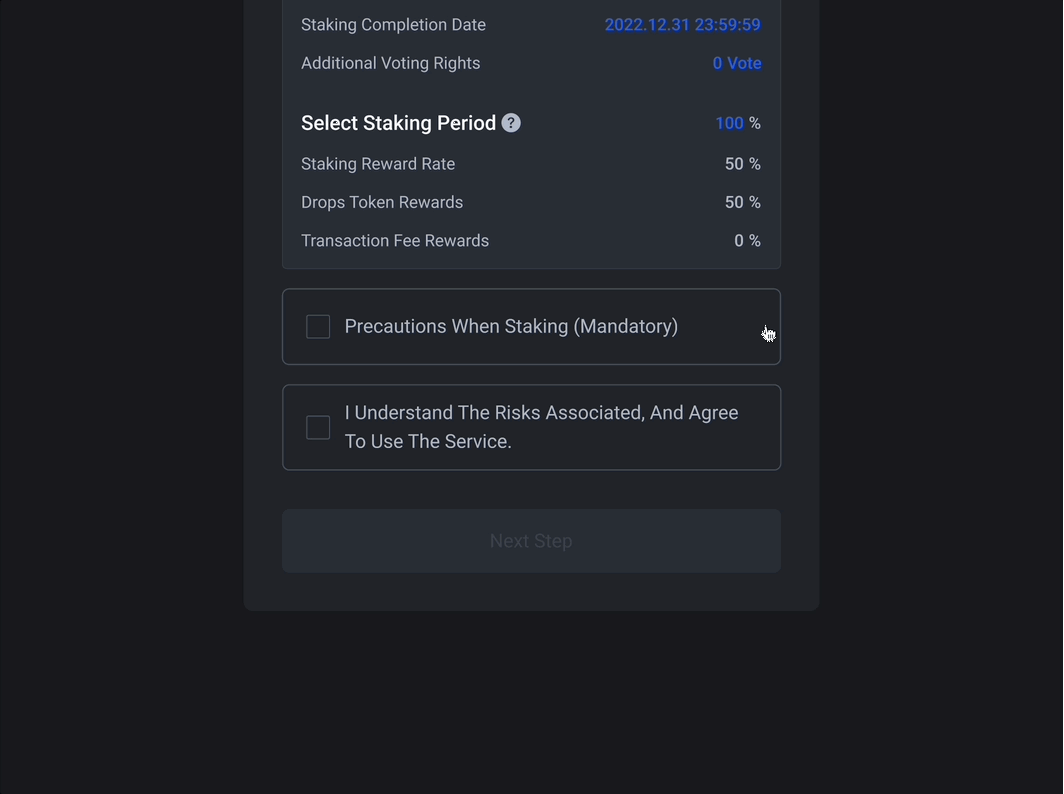 Staking Completion Date 2022.12.31 23:59:59
Additional Voting Rights 0 Vote
Select Staking Period ? 100 %
Staking Reward Rate 50 %
Drops Token Rewards 50 %
Transaction Fee Rewards 0 %
Precautions When Staking (Mandatory)
I Understand The Risks Associated, And Agree
To Use The Service.
Next Step